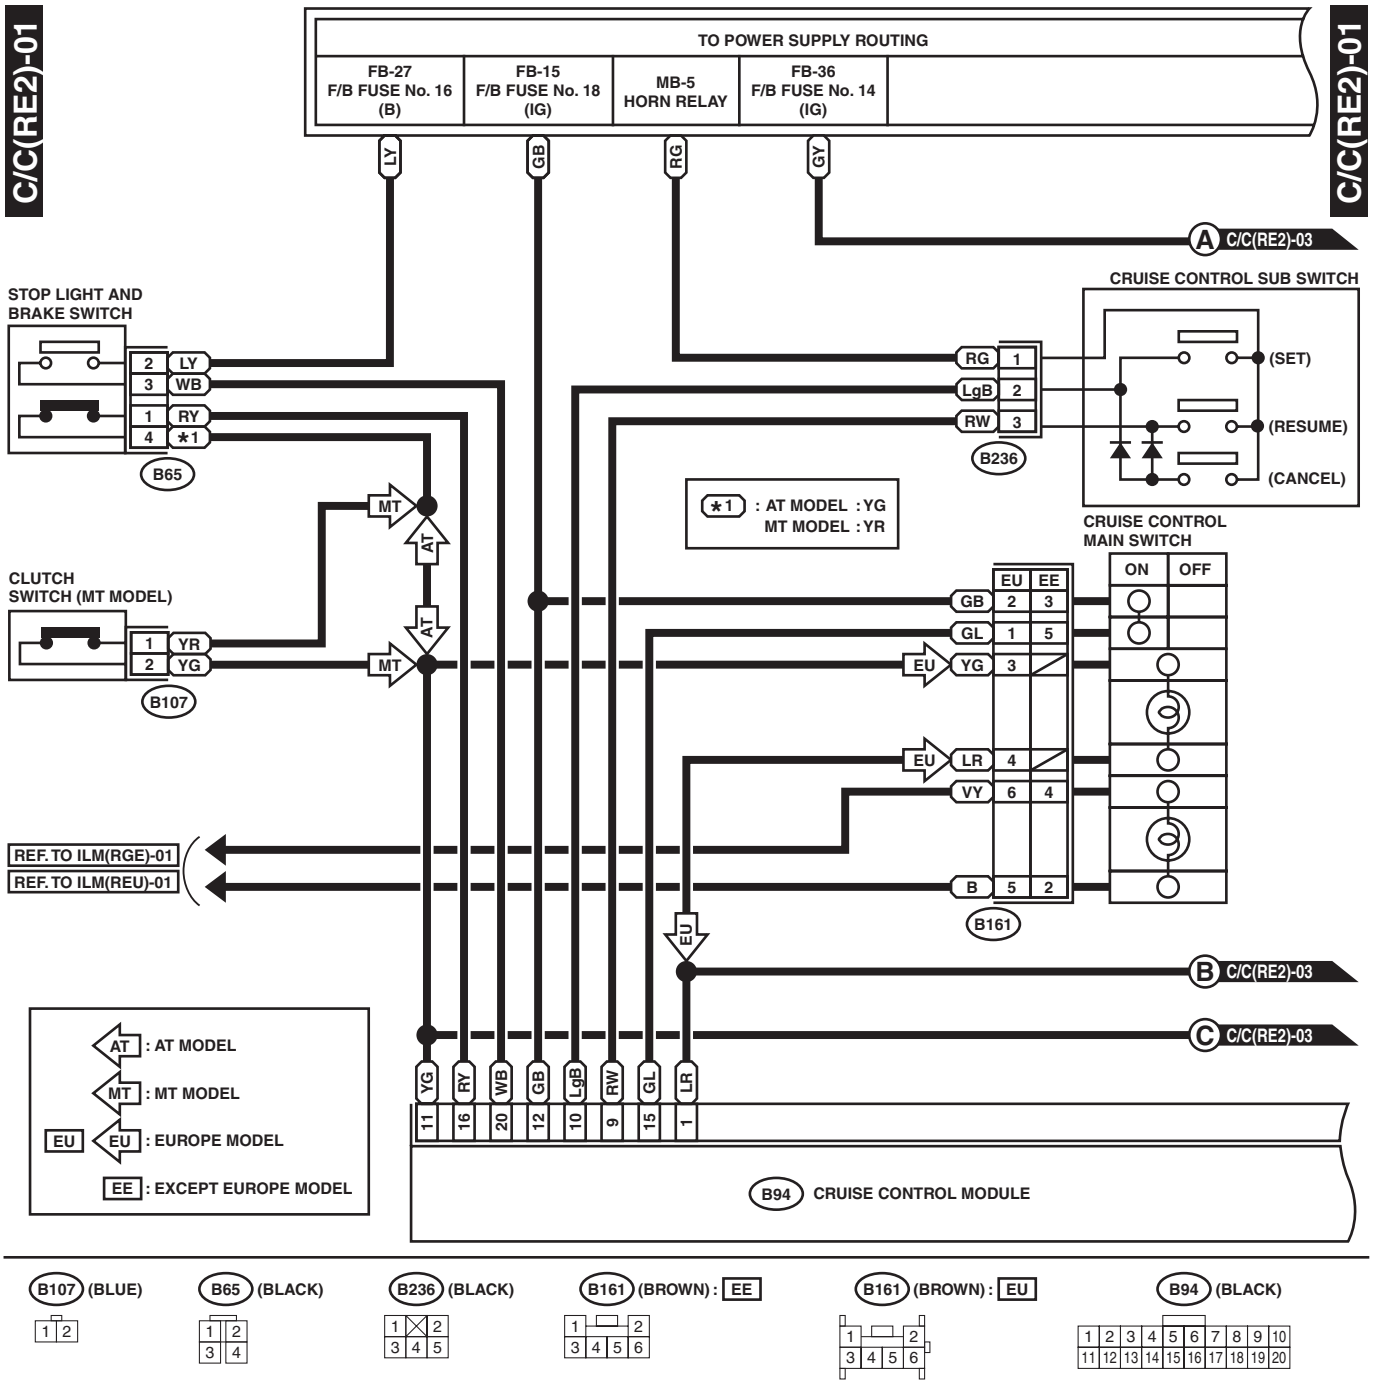 C/C(RE2)-01
C/C(RE2)-01
TO POWER SUPPLY ROUTING
FB-27
F/B FUSE No. 16
(B)
FB-15
F/B FUSE No. 18
(IG)
MB-5
HORN RELAY
FB-36
F/B FUSE No. 14
(IG)
LY
GB
RG
GY
A C/C(RE2)-03
STOP LIGHT AND
BRAKE SWITCH
2 LY
3 WB
1 RY
4 *1
B65
CRUISE CONTROL SUB SWITCH
RG 1
LgB 2
RW 3
B236
(SET)
(RESUME)
(CANCEL)
*1 : AT MODEL : YG
MT MODEL : YR
MT
AT
AT
MT
CLUTCH
SWITCH (MT MODEL)
1 YR
2 YG
B107
CRUISE CONTROL
MAIN SWITCH
ON OFF
EU EE
GB 2 3
GL 1 5
EU YG 3
EU LR 4
VY 6 4
B 5 2
B161
REF. TO ILM(RGE)-01
REF. TO ILM(REU)-01
EU
B C/C(RE2)-03
C C/C(RE2)-03
AT : AT MODEL
MT : MT MODEL
EU EU : EUROPE MODEL
EE : EXCEPT EUROPE MODEL
YG RY WB GB LgB RW GL LR
11 16 20 12 10 9 15 1
B94 CRUISE CONTROL MODULE
B107 (BLUE)
1 2
B65 (BLACK)
1 2
3 4
B236 (BLACK)
1 2
3 4 5
B161 (BROWN) : EE
1 2
3 4 5 6
B161 (BROWN) : EU
1 2
3 4 5 6
B94 (BLACK)
1 2 3 4 5 6 7 8 9 10
11 12 13 14 15 16 17 18 19 20